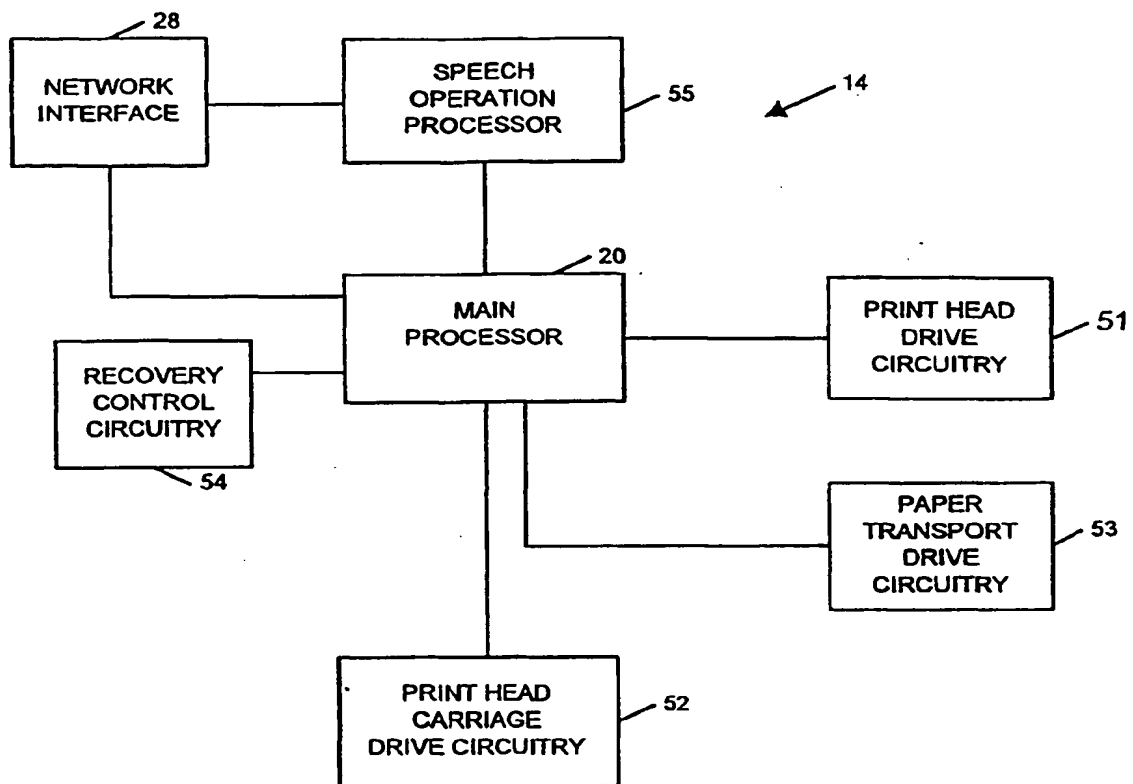 28
NETWORK
INTERFACE
SPEECH
OPERATION
PROCESSOR
55
14
20
MAIN
PROCESSOR
PRINT HEAD
DRIVE
CIRCUITRY
51
RECOVERY
CONTROL
CIRCUITRY
54
PAPER
TRANSPORT
DRIVE
CIRCUITRY
53
PRINT HEAD
CARRIAGE
DRIVE CIRCUITRY
52